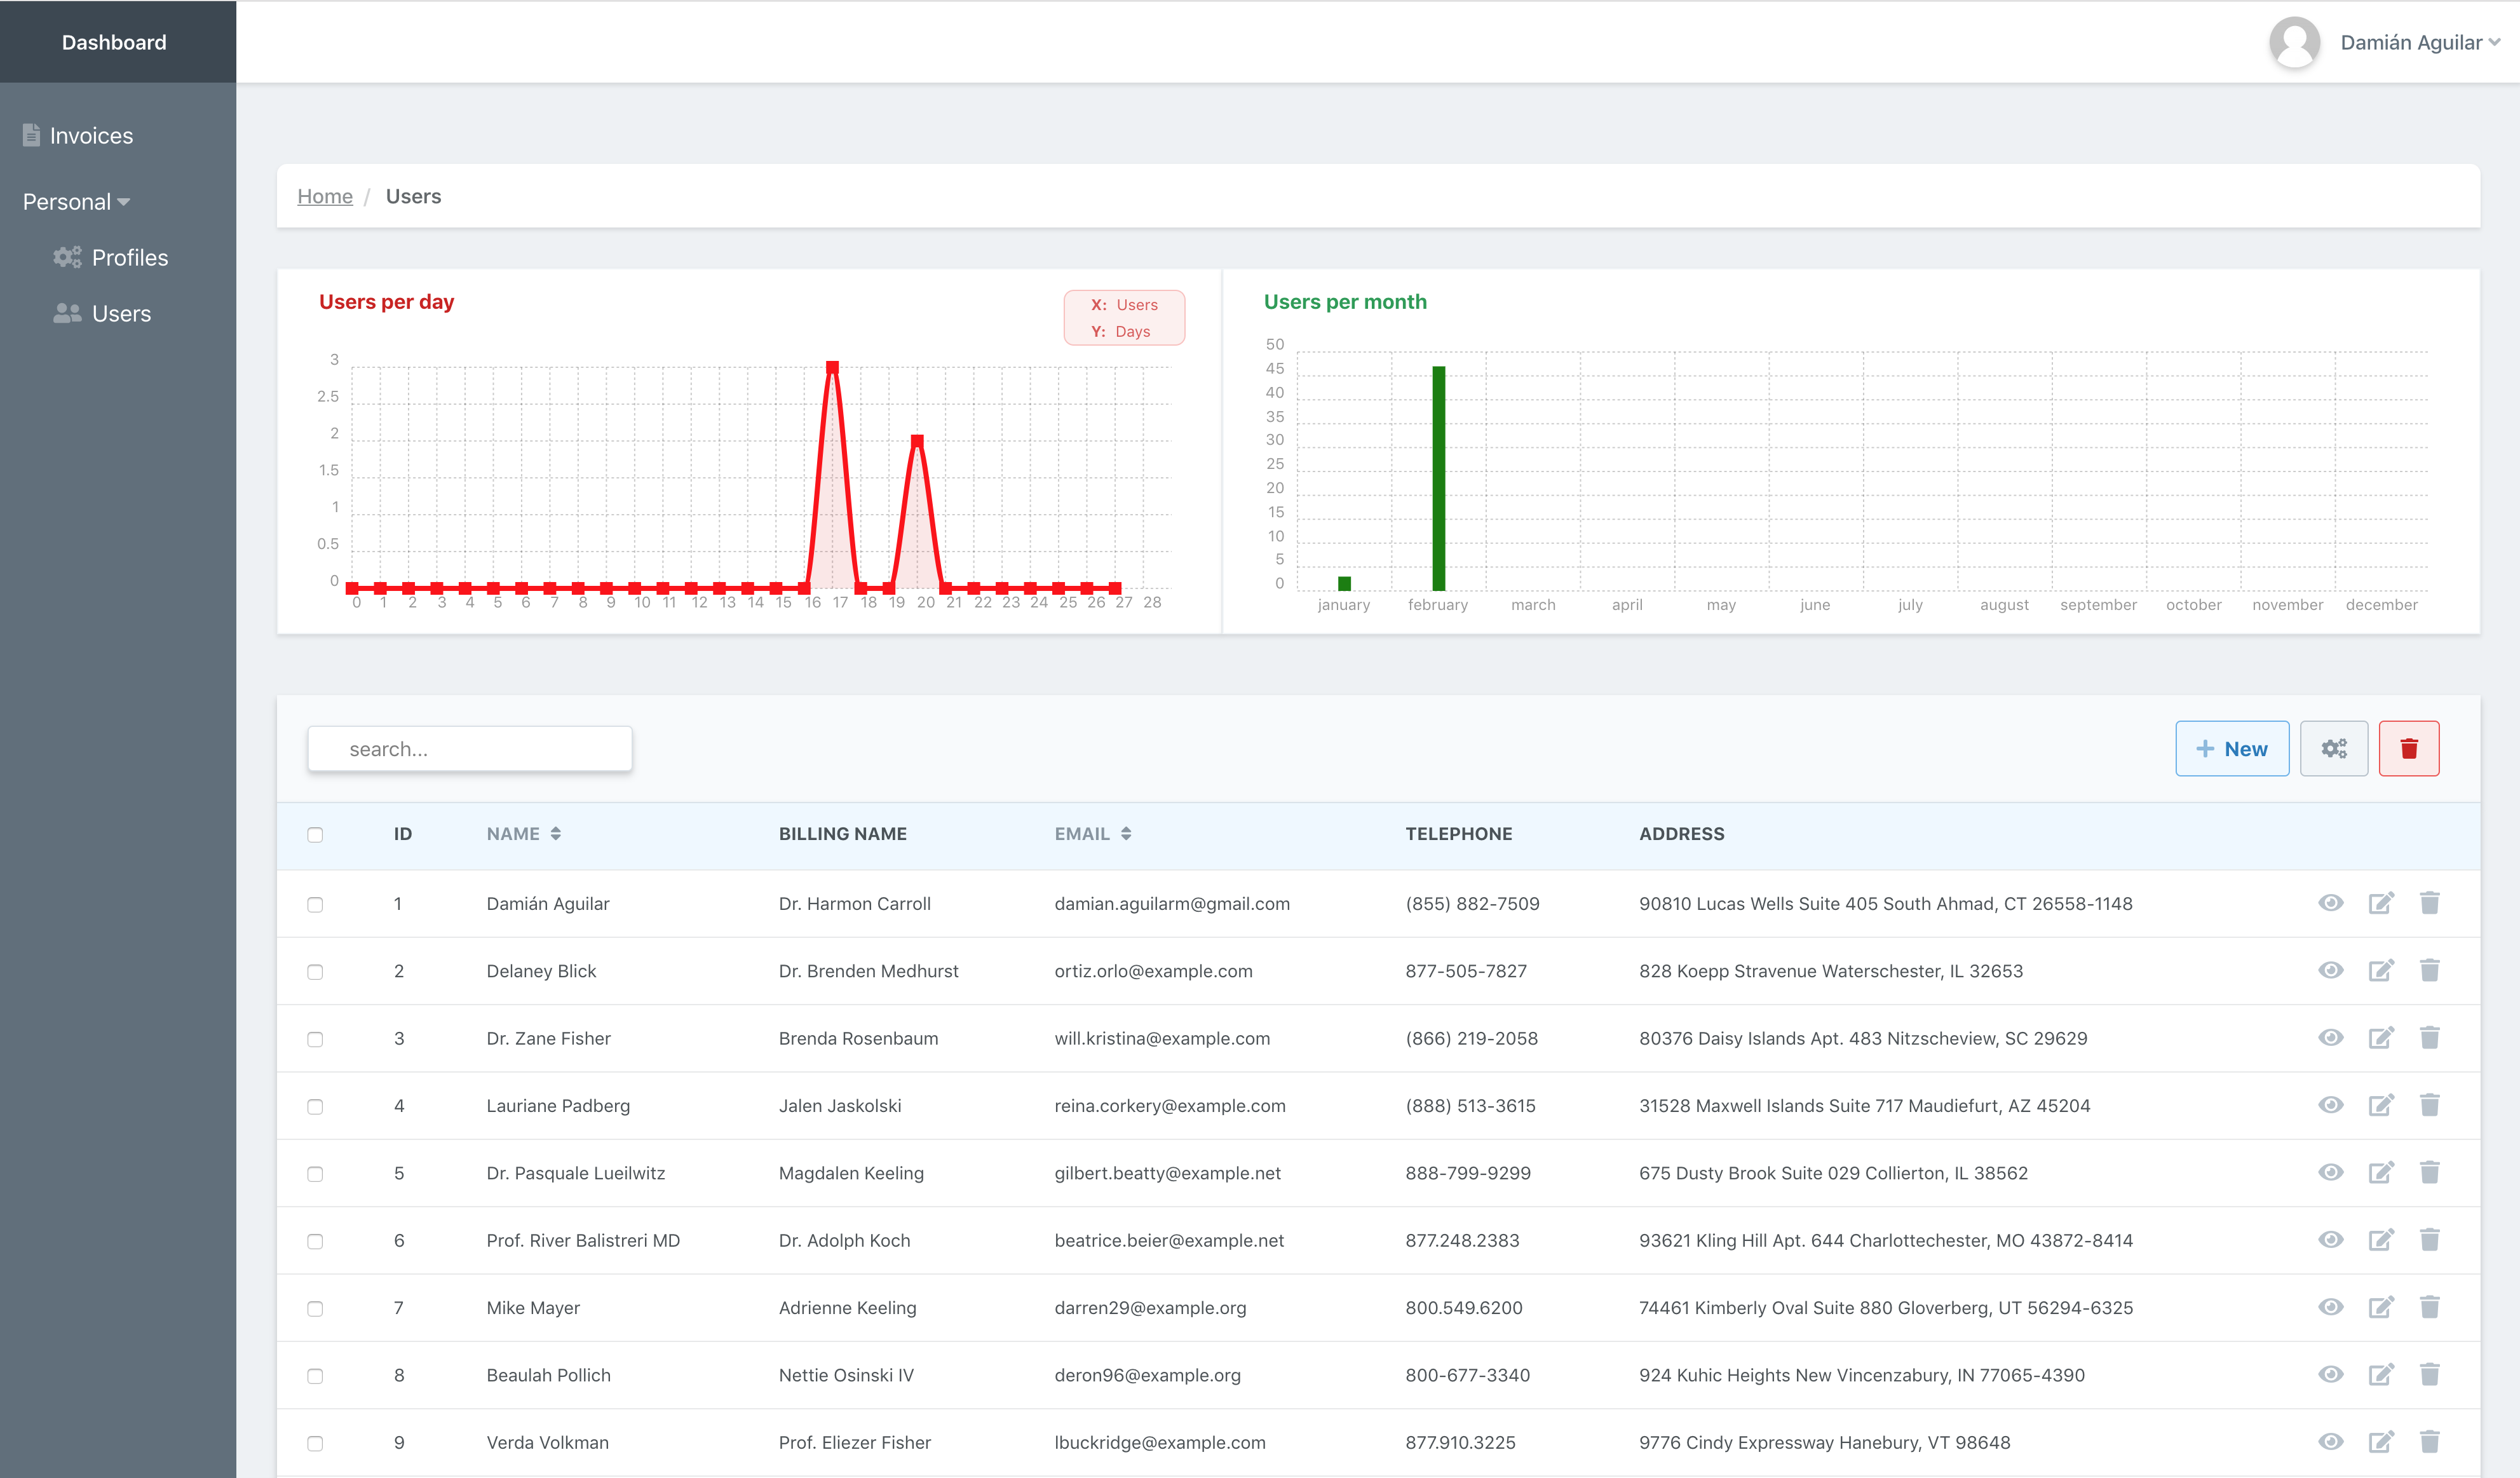 Dashboard
Damián Aguilar
Invoices
Personal
Profiles
Users
Home / Users
Users per day
X: Users
Y: Days
3
2.5
2
1.5
1
0.5
0
0 1 2 3 4 5 6 7 8 9 10 11 12 13 14 15 16 17 18 19 20 21 22 23 24 25 26 27 28
Users per month
50
45
40
35
30
25
20
15
10
5
0
january february march april may june july august september october november december
search...
New
ID NAME BILLING NAME EMAIL TELEPHONE ADDRESS
1 Damián Aguilar Dr. Harmon Carroll damian.aguilarm@gmail.com (855) 882-7509 90810 Lucas Wells Suite 405 South Ahmad, CT 26558-1148
2 Delaney Blick Dr. Brenden Medhurst ortiz.orlo@example.com 877-505-7827 828 Koepp Stravenue Waterschester, IL 32653
3 Dr. Zane Fisher Brenda Rosenbaum will.kristina@example.com (866) 219-2058 80376 Daisy Islands Apt. 483 Nitzscheview, SC 29629
4 Lauriane Padberg Jalen Jaskolski reina.corkery@example.com (888) 513-3615 31528 Maxwell Islands Suite 717 Maudiefurt, AZ 45204
5 Dr. Pasquale Lueilwitz Magdalen Keeling gilbert.beatty@example.net 888-799-9299 675 Dusty Brook Suite 029 Collierton, IL 38562
6 Prof. River Balistreri MD Dr. Adolph Koch beatrice.beier@example.net 877.248.2383 93621 Kling Hill Apt. 644 Charlottechester, MO 43872-8414
7 Mike Mayer Adrienne Keeling darren29@example.org 800.549.6200 74461 Kimberly Oval Suite 880 Gloverberg, UT 56294-6325
8 Beaulah Pollich Nettie Osinski IV deron96@example.org 800-677-3340 924 Kuhic Heights New Vincenzabury, IN 77065-4390
9 Verda Volkman Prof. Eliezer Fisher lbuckridge@example.com 877.910.3225 9776 Cindy Expressway Hanebury, VT 98648